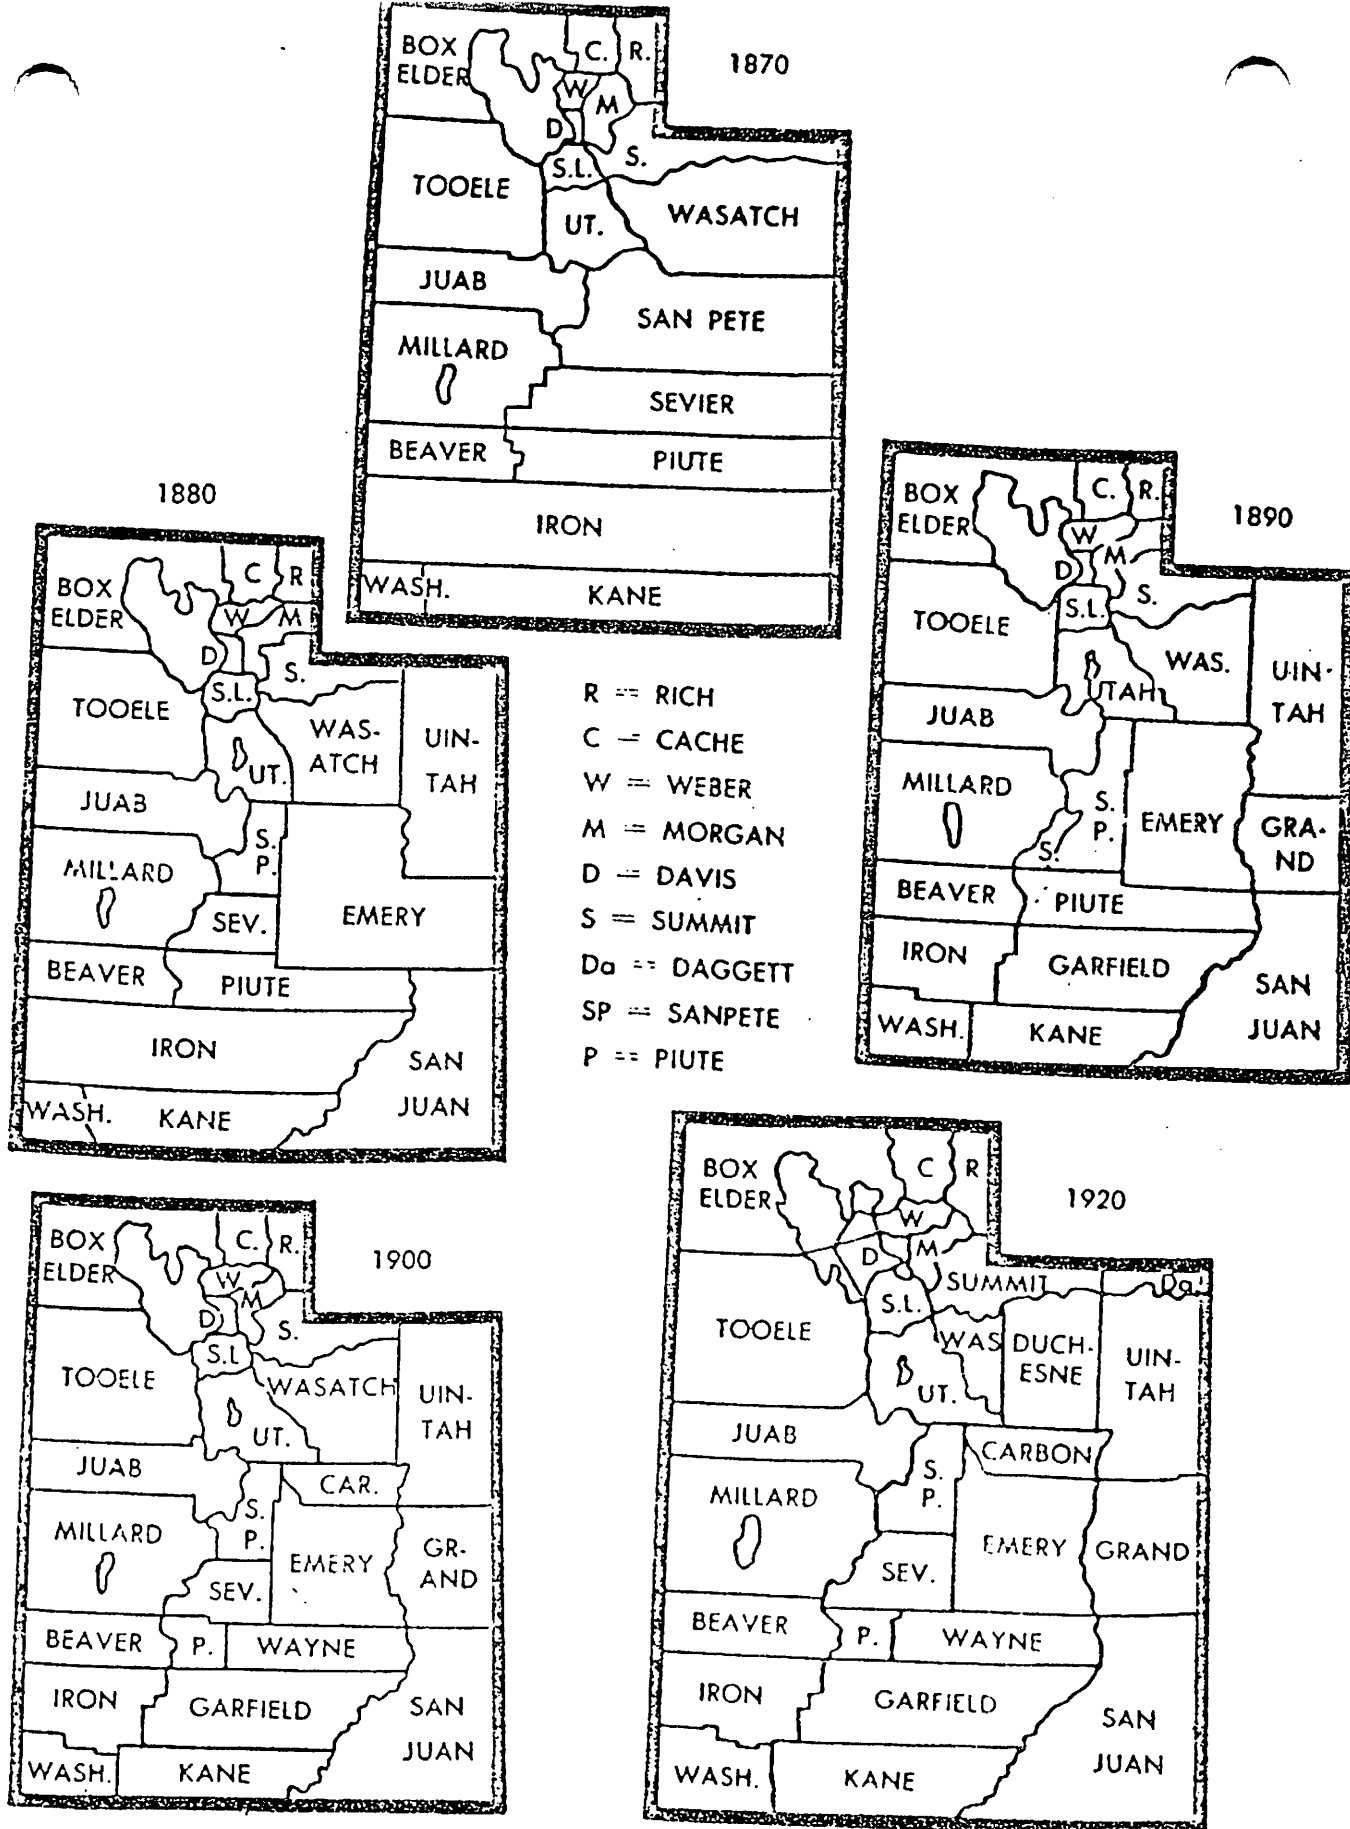 1870
BOX
ELDER
C.
R.
W
M
D
S.
S.L.
TOOELE
WASATCH
UT.
JUAB
SAN PETE
MILLARD
SEVIER
BEAVER
PIUTE
IRON
WASH.
KANE
1880
BOX
ELDER
C
R
W
M
D
S.
S.L.
TOOELE
WAS-
ATCH
UIN-
TAH
UT.
JUAB
S.
P.
MILLARD
SEV.
EMERY
BEAVER
PIUTE
IRON
SAN
JUAN
WASH.
KANE
R = RICH
C = CACHE
W = WEBER
M = MORGAN
D = DAVIS
S = SUMMIT
Da = DAGGETT
SP = SANPETE
P = PIUTE
1890
BOX
ELDER
C.
R.
W
M
D
S.
S.L.
TOOELE
WAS.
UIN-
TAH
UTAH
JUAB
MILLARD
S.
P.
EMERY
GRA-
ND
S.
BEAVER
PIUTE
IRON
GARFIELD
SAN
JUAN
WASH.
KANE
1900
BOX
ELDER
C.
R.
W
M
D
S.
S.L
TOOELE
WASATCH
UIN-
TAH
UT.
JUAB
CAR.
S.
P.
MILLARD
EMERY
GR-
AND
SEV.
BEAVER
P.
WAYNE
IRON
GARFIELD
SAN
JUAN
WASH.
KANE
1920
BOX
ELDER
C
R
W
M
D
SUMMIT
Da
S.L.
TOOELE
WAS
DUCH-
ESNE
UIN-
TAH
UT.
JUAB
CARBON
S.
P.
MILLARD
EMERY
GRAND
SEV.
BEAVER
P.
WAYNE
IRON
GARFIELD
SAN
JUAN
WASH.
KANE